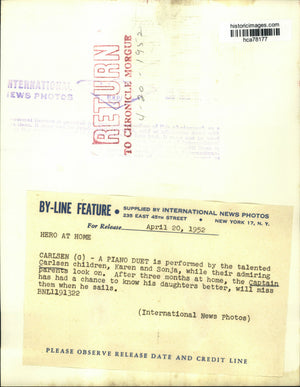 historicimages.com
hca78177
RETURN
TO CHRONICLE MORGUE
4-20-1952
INTERNATIONAL
NEWS PHOTOS
BY-LINE FEATURE • SUPPLIED BY INTERNATIONAL NEWS PHOTOS
235 EAST 45TH STREET • NEW YORK 17, N. Y.
For Release April 20, 1952
HERO AT HOME
CARLSEN (G) - A PIANO DUET is performed by the talented
Carlsen children, Karen and Sonja, while their admiring
parents look on. After three months at home, the Captain
has had a chance to know his daughters better, will miss
them when he sails.
BNL1191322
(International News Photos)
PLEASE OBSERVE RELEASE DATE AND CREDIT LINE